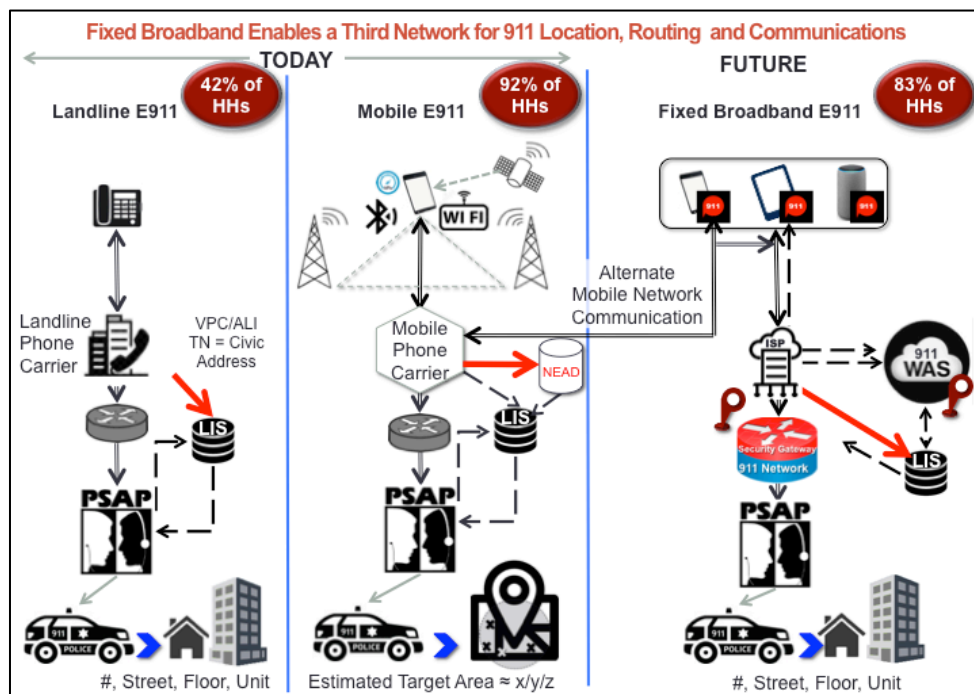 Fixed Broadband Enables a Third Network for 911 Location, Routing and Communications
TODAY
FUTURE
Landline E911
42% of
HHs
Mobile E911
92% of
HHs
Fixed Broadband E911
83% of
HHs
WI FI
911
911
911
Alternate
Mobile Network
Communication
Landline
Phone
Carrier
VPC/ALI
TN = Civic
Address
LIS
PSAP
911
POLICE
#, Street, Floor, Unit
Mobile
Phone
Carrier
NEAD
LIS
PSAP
911
POLICE
Estimated Target Area ≈ x/y/z
ISP
911
WAS
Security Gateway
911 Network
LIS
PSAP
911
POLICE
#, Street, Floor, Unit